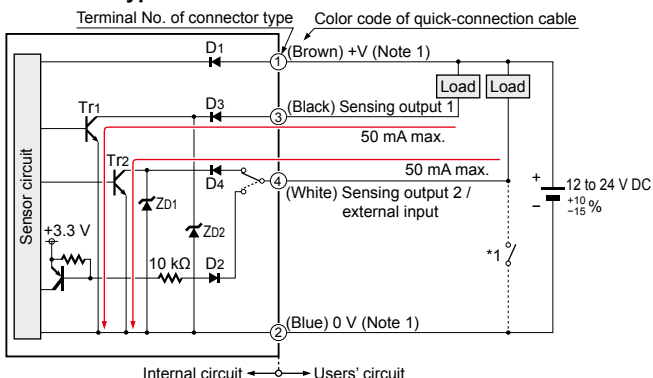 Terminal No. of connector type
Color code of quick-connection cable
D1
1
(Brown) +V (Note 1)
Load
Load
Tr1
D3
3
(Black) Sensing output 1
50 mA max.
Tr2
50 mA max.
D4
4
(White) Sensing output 2 /
external input
+
12 to 24 V DC
−
+10
−15 %
Sensor circuit
ZD1
ZD2
+3.3 V
10 kΩ
D2
*1
2
(Blue) 0 V (Note 1)
Internal circuit
Users' circuit